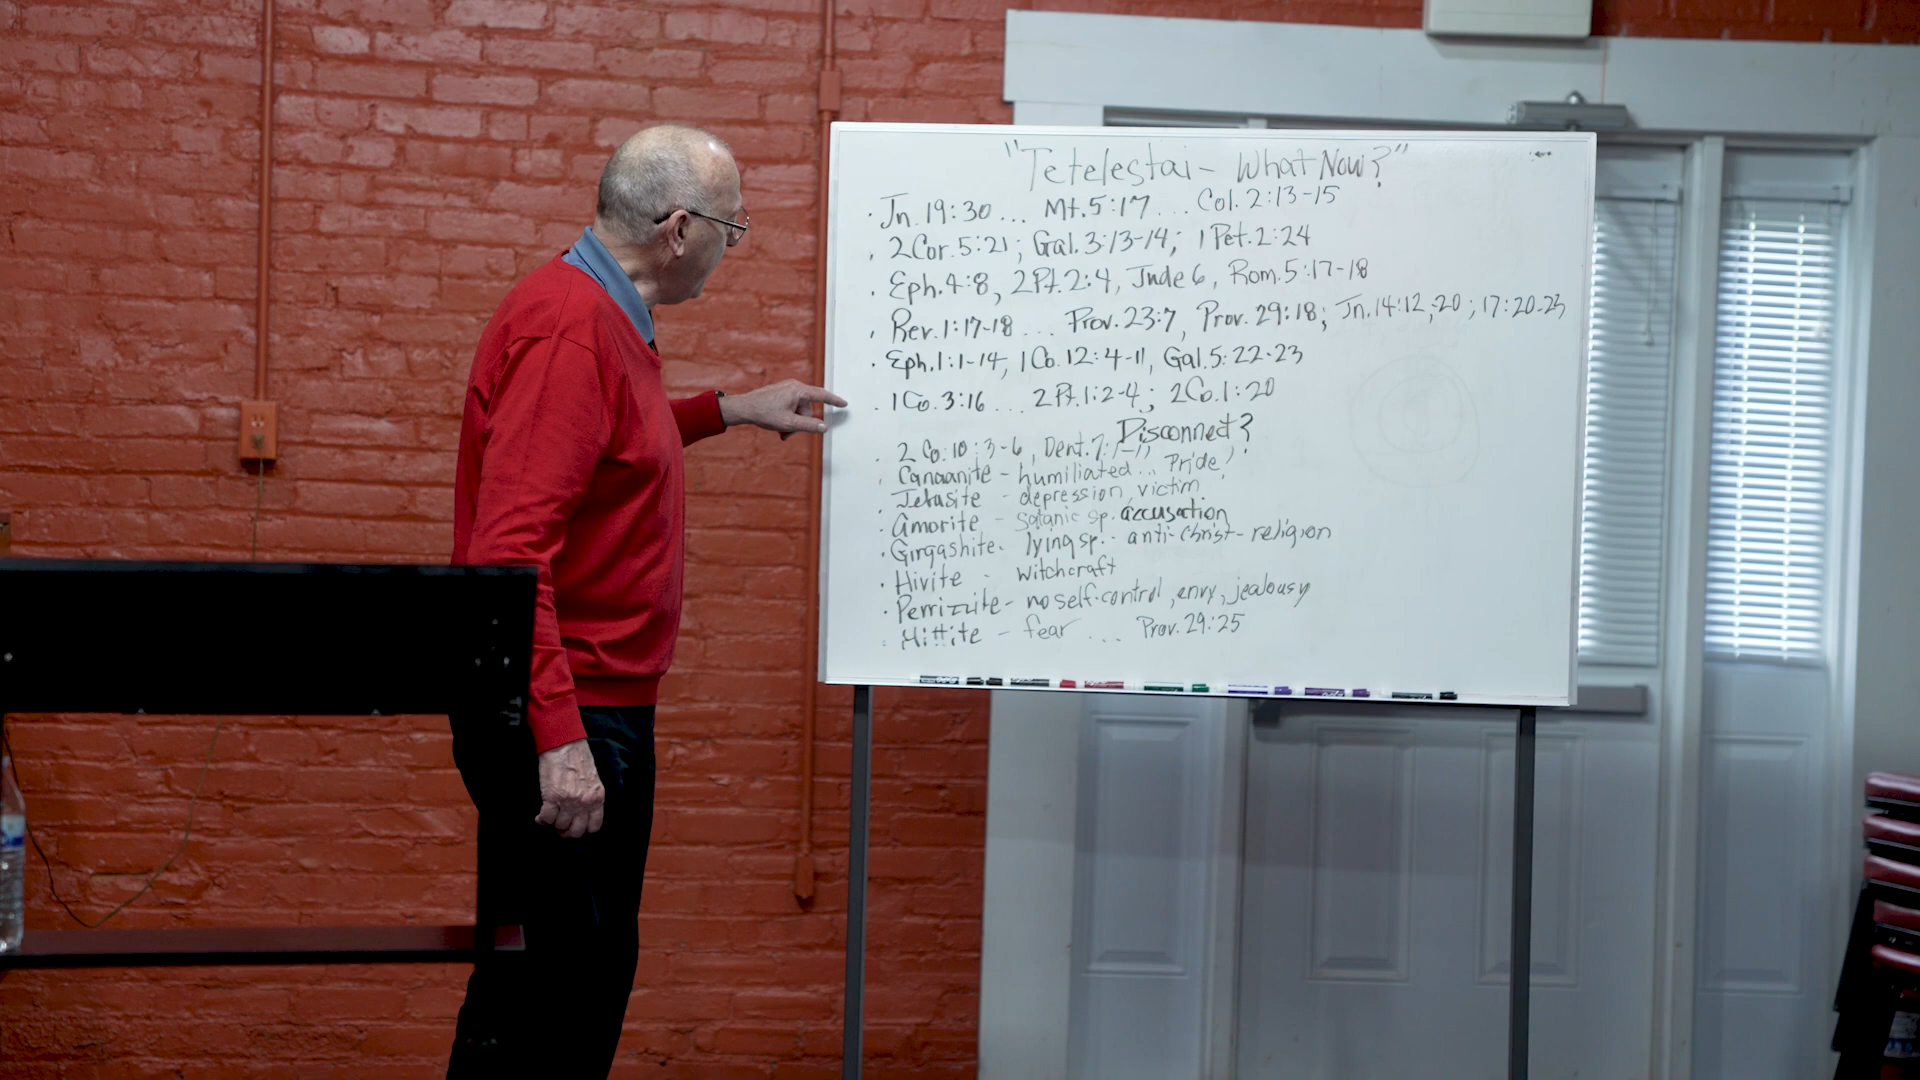 "Tetelestai - What Now?"
· Jn. 19:30 ... Mt. 5:17 ... Col. 2:13-15
· 2 Cor. 5:21; Gal. 3:13-14; 1 Pet. 2:24
· Eph. 4:8, 2 Pt. 2:4, Jude 6, Rom. 5:17-18
· Rev. 1:17-18 ... Prov. 23:7, Prov. 29:18; Jn. 14:12,-20; 17:20-23
· Eph. 1:1-14, 1 Co. 12:4-11, Gal. 5:22-23
· 1 Co. 3:16 ... 2 Pt. 1:2-4; 2 Co. 1:20
Disconnect?
· 2 Co. 10:3-6, Deut. 7:1-
· Canaanite - humiliated ... Pride!
· - depression, victim
· Amorite - satanic sp. accusation
· Girgashite - lying sp. - anti-Christ - religion
· Hivite - witchcraft
· - no self-control, envy, jealousy
· Hittite - fear ... Prov. 29:25